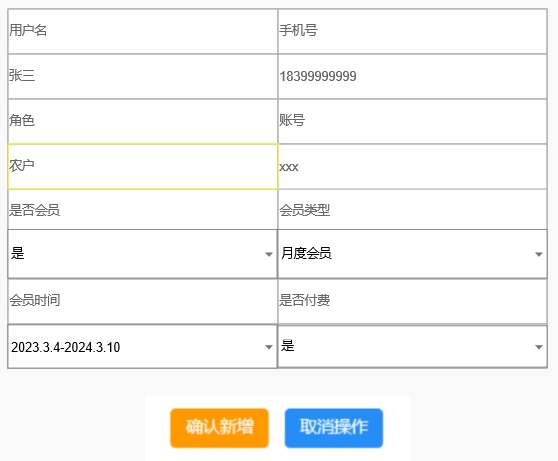 用户名 手机号
张三 18399999999
角色 账号
农户 xxx
是否会员 会员类型
是 月度会员
会员时间 是否付费
2023.3.4-2024.3.10 是
确认新增 取消操作